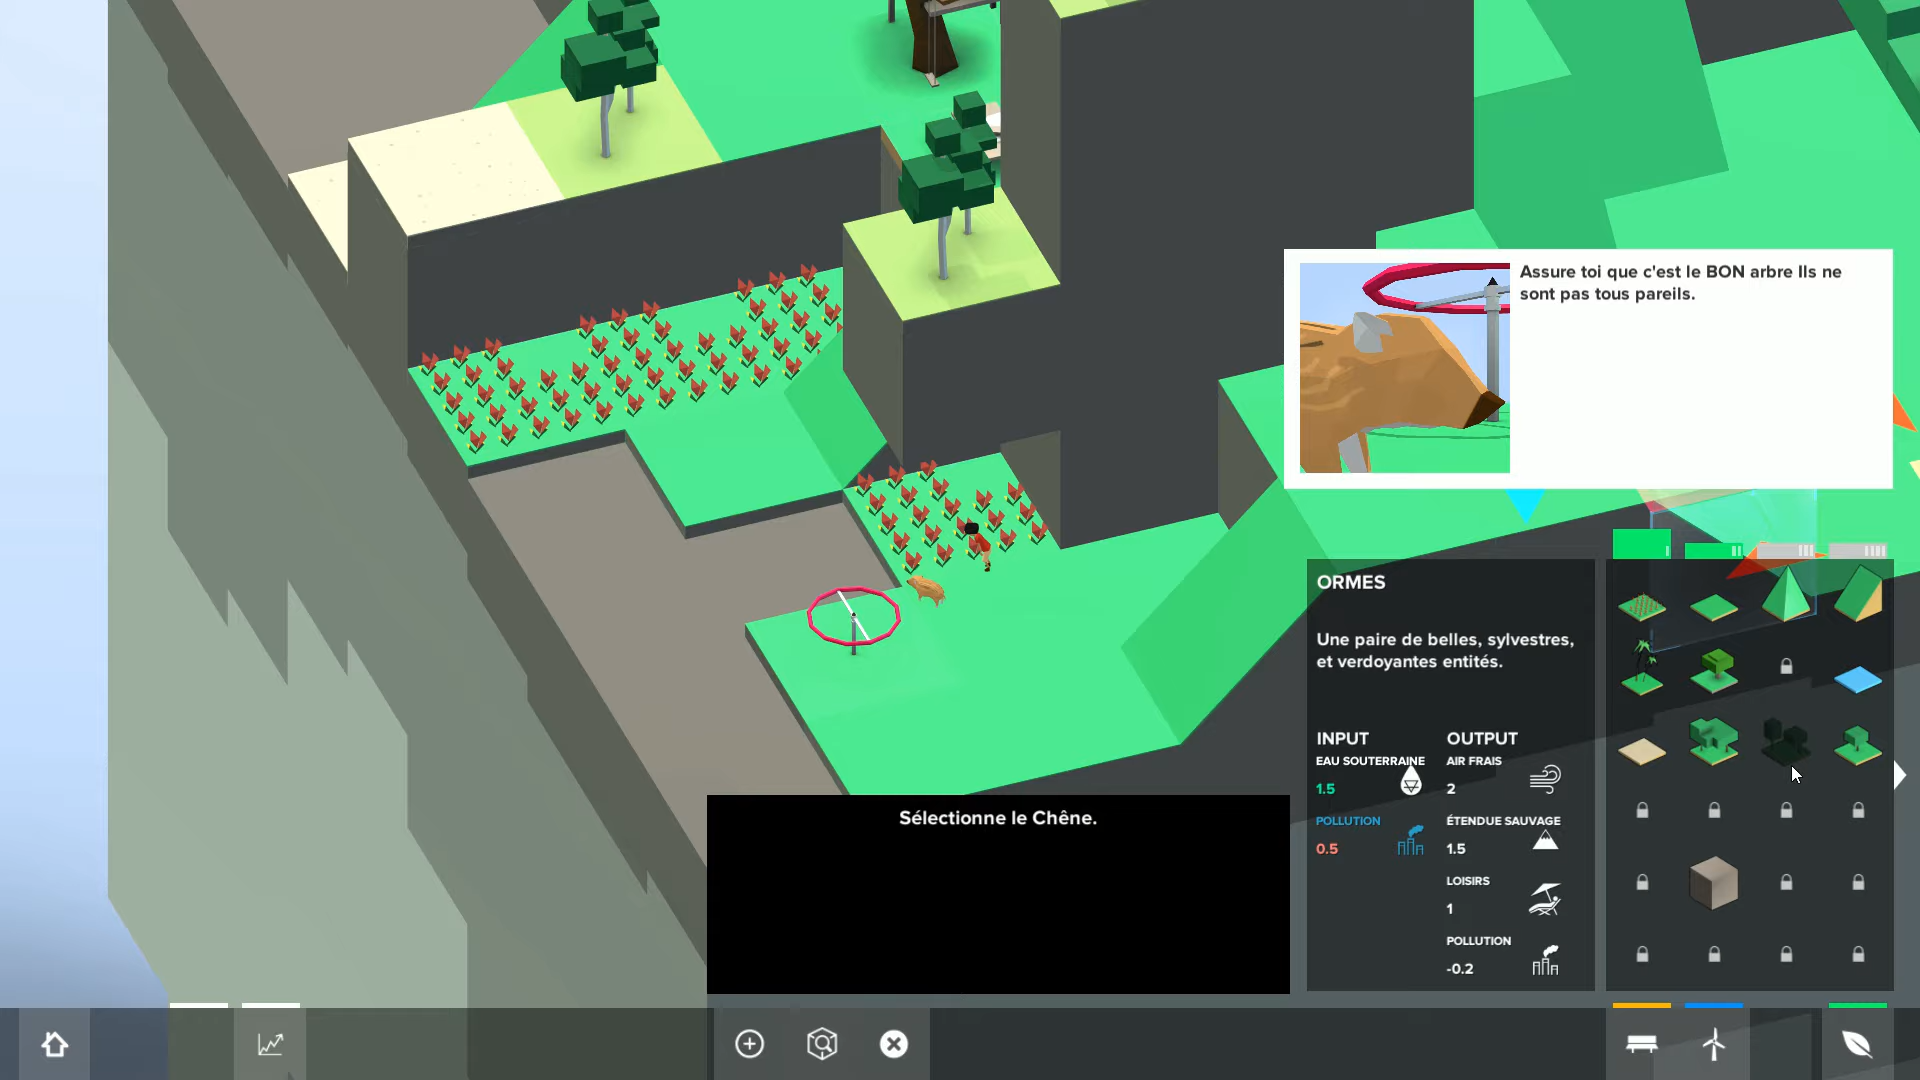 Assure toi que c'est le BON arbre Ils ne
sont pas tous pareils.
ORMES
Une paire de belles, sylvestres,
et verdoyantes entités.
INPUT
EAU SOUTERRAINE
1.5
POLLUTION
0.5
OUTPUT
AIR FRAIS
2
ÉTENDUE SAUVAGE
1.5
LOISIRS
1
POLLUTION
-0.2
Sélectionne le Chêne.